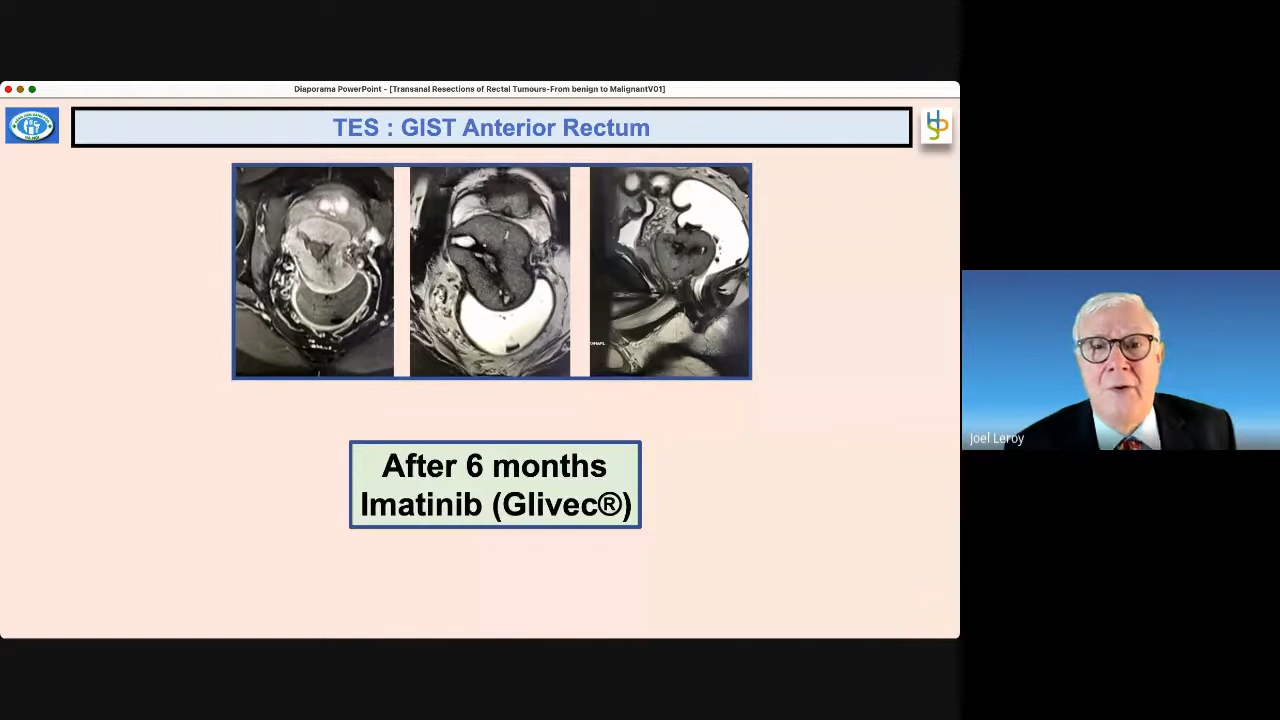 Diaporama PowerPoint - [Transanal Resections of Rectal Tumours-From benign to MalignantV01]
TES : GIST Anterior Rectum
After 6 months
Imatinib (Glivec®)
Joel Leroy